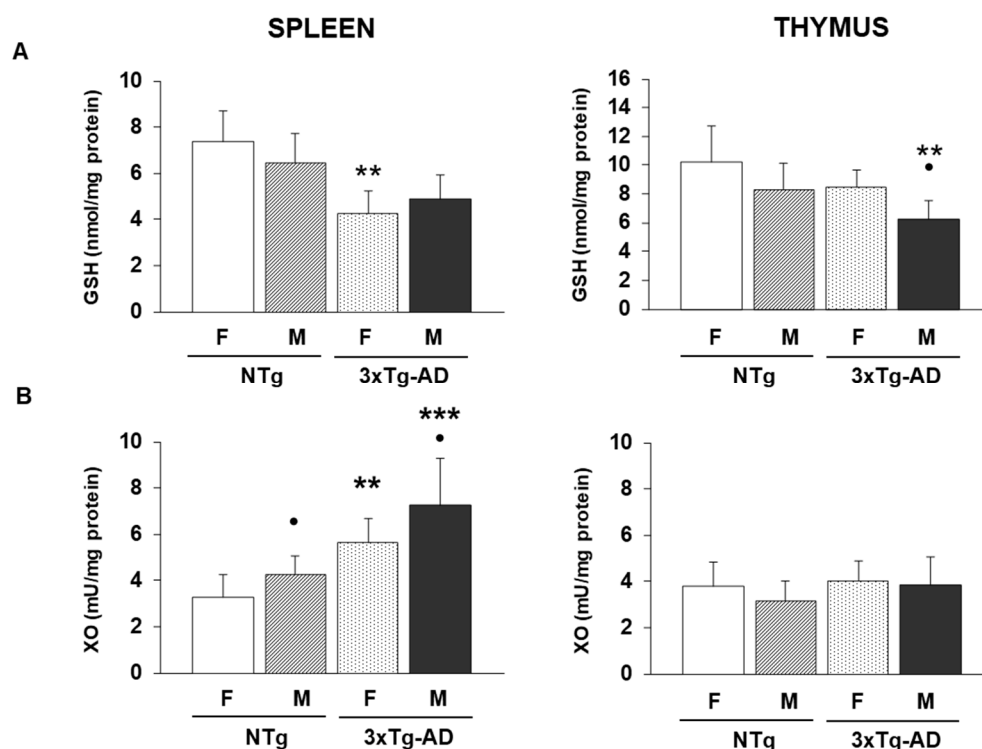 SPLEEN
THYMUS
A
GSH (nmol/mg protein)
10
8
6
4
2
0
**
F M F M
NTg 3xTg-AD
GSH (nmol/mg protein)
16
14
12
10
8
6
4
2
0
**
•
F M F M
NTg 3xTg-AD
B
XO (mU/mg protein)
10
8
6
4
2
0
•
**
***
•
F M F M
NTg 3xTg-AD
XO (mU/mg protein)
10
8
6
4
2
0
F M F M
NTg 3xTg-AD